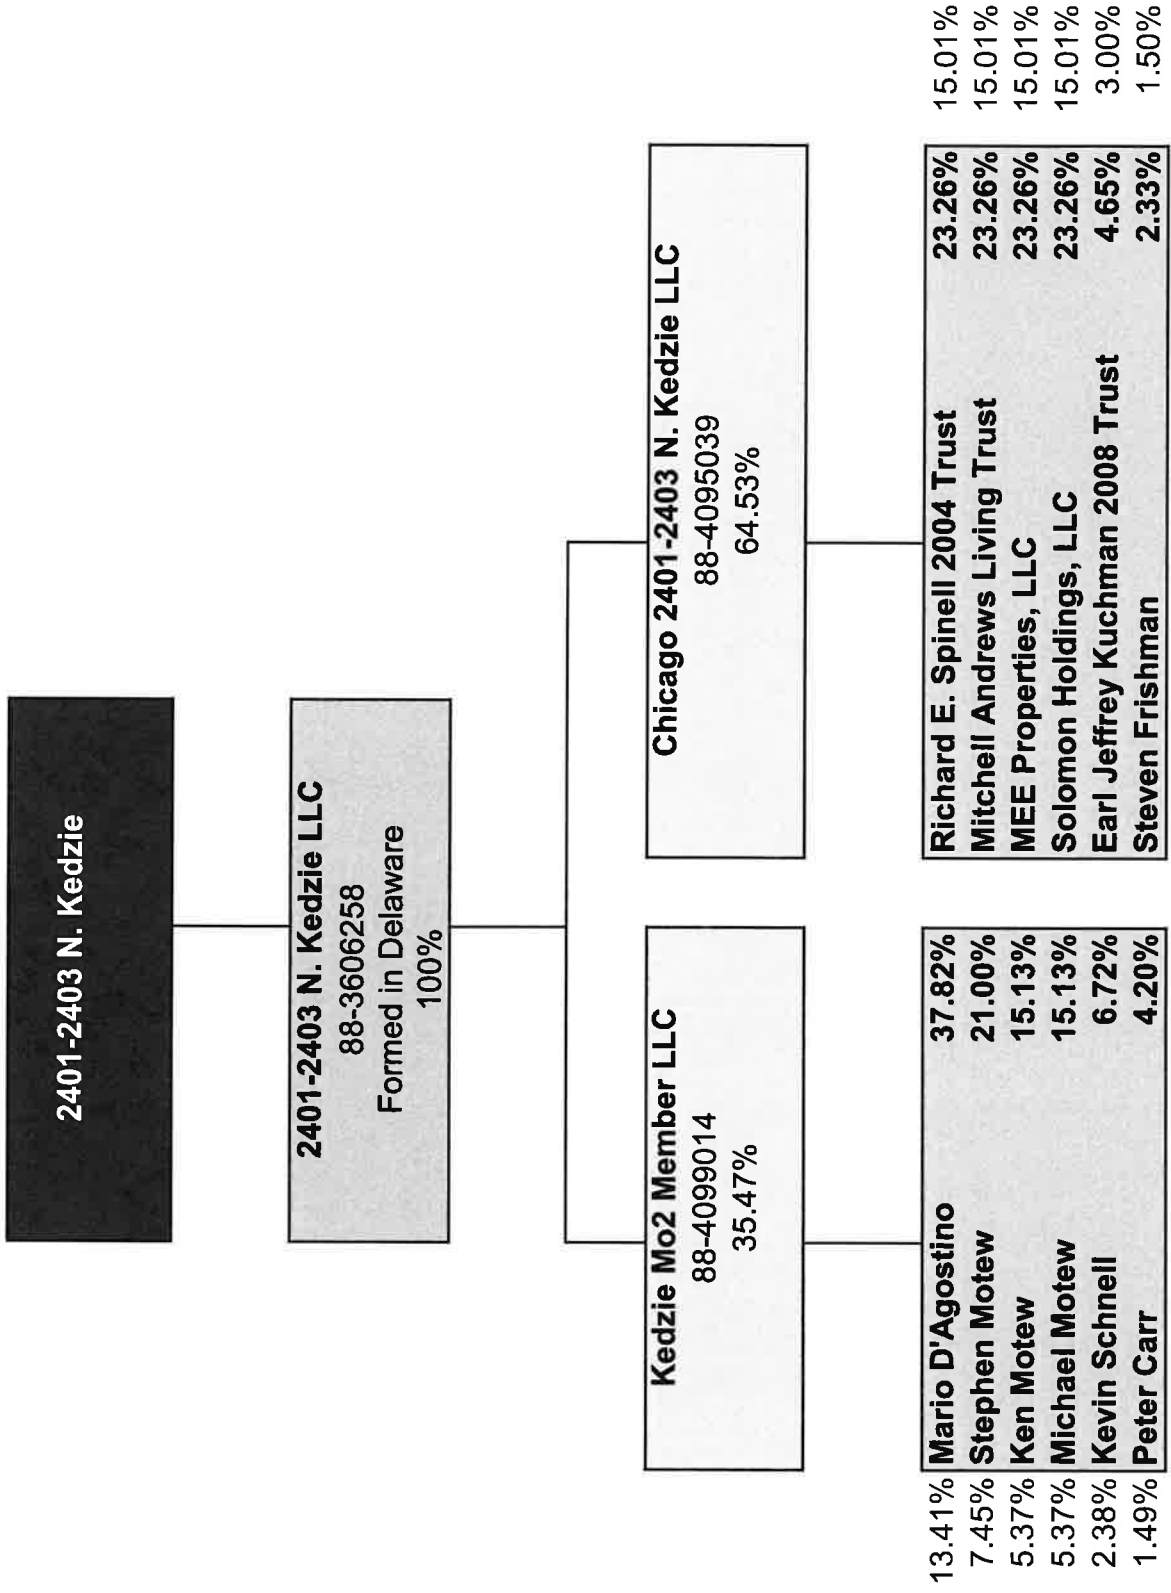 2401-2403 N. Kedzie
2401-2403 N. Kedzie LLC
88-3606258
Formed in Delaware
100%
Kedzie Mo2 Member LLC
88-4099014
35.47%
Chicago 2401-2403 N. Kedzie LLC
88-4095039
64.53%
13.41% Mario D'Agostino 37.82%
7.45% Stephen Motew 21.00%
5.37% Ken Motew 15.13%
5.37% Michael Motew 15.13%
2.38% Kevin Schnell 6.72%
1.49% Peter Carr 4.20%
Richard E. Spinell 2004 Trust 23.26% 15.01%
Mitchell Andrews Living Trust 23.26% 15.01%
MEE Properties, LLC 23.26% 15.01%
Solomon Holdings, LLC 23.26% 15.01%
Earl Jeffrey Kuchman 2008 Trust 4.65% 3.00%
Steven Frishman 2.33% 1.50%